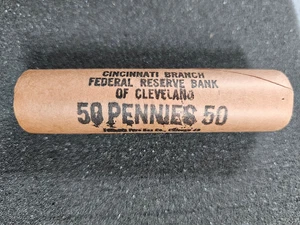 CINCINNATI BRANCH
FEDERAL RESERVE BANK
OF CLEVELAND
50 PENNIES 50